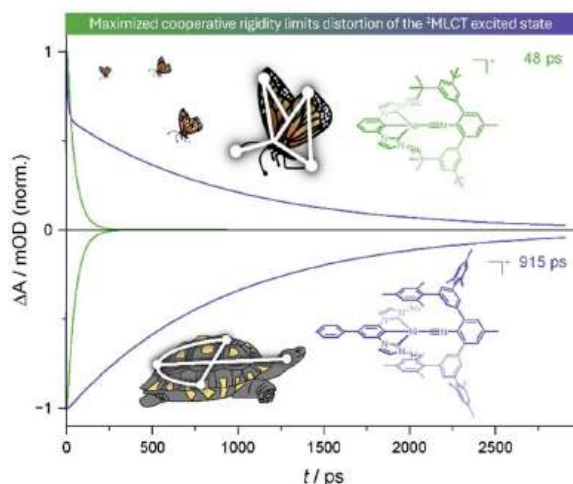 Maximized cooperative rigidity limits distortion of the ³MLCT excited state
48 ps
915 ps
ΔA / mOD (norm.)
1
0
−1
0
500
1000
1500
2000
2500
t / ps